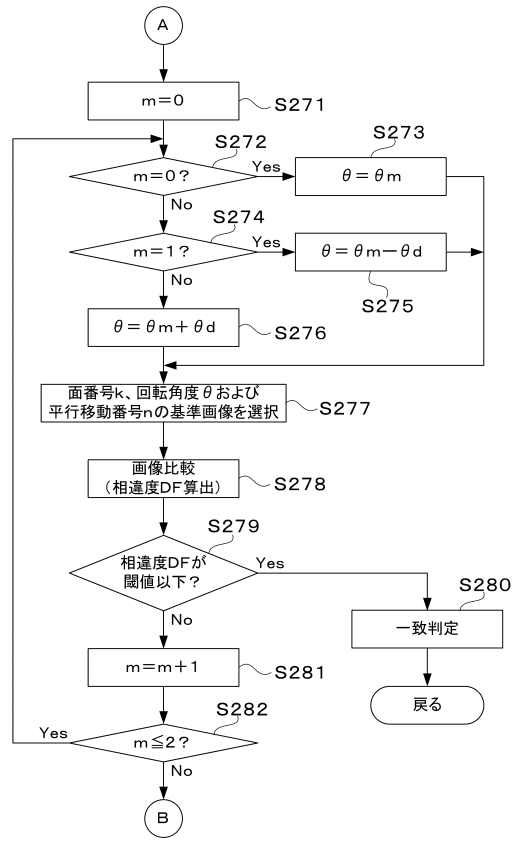 A
m=0
S271
S272
m=0?
Yes
S273
θ=θm
No
S274
m=1?
Yes
θ=θm-θd
S275
No
θ=θm+θd
S276
面番号k、回転角度θおよび
平行移動番号nの基準画像を選択
S277
画像比較
(相違度DF算出)
S278
S279
相違度DFが
閾値以下?
Yes
S280
一致判定
No
戻る
m=m+1
S281
S282
m≦2?
Yes
No
B